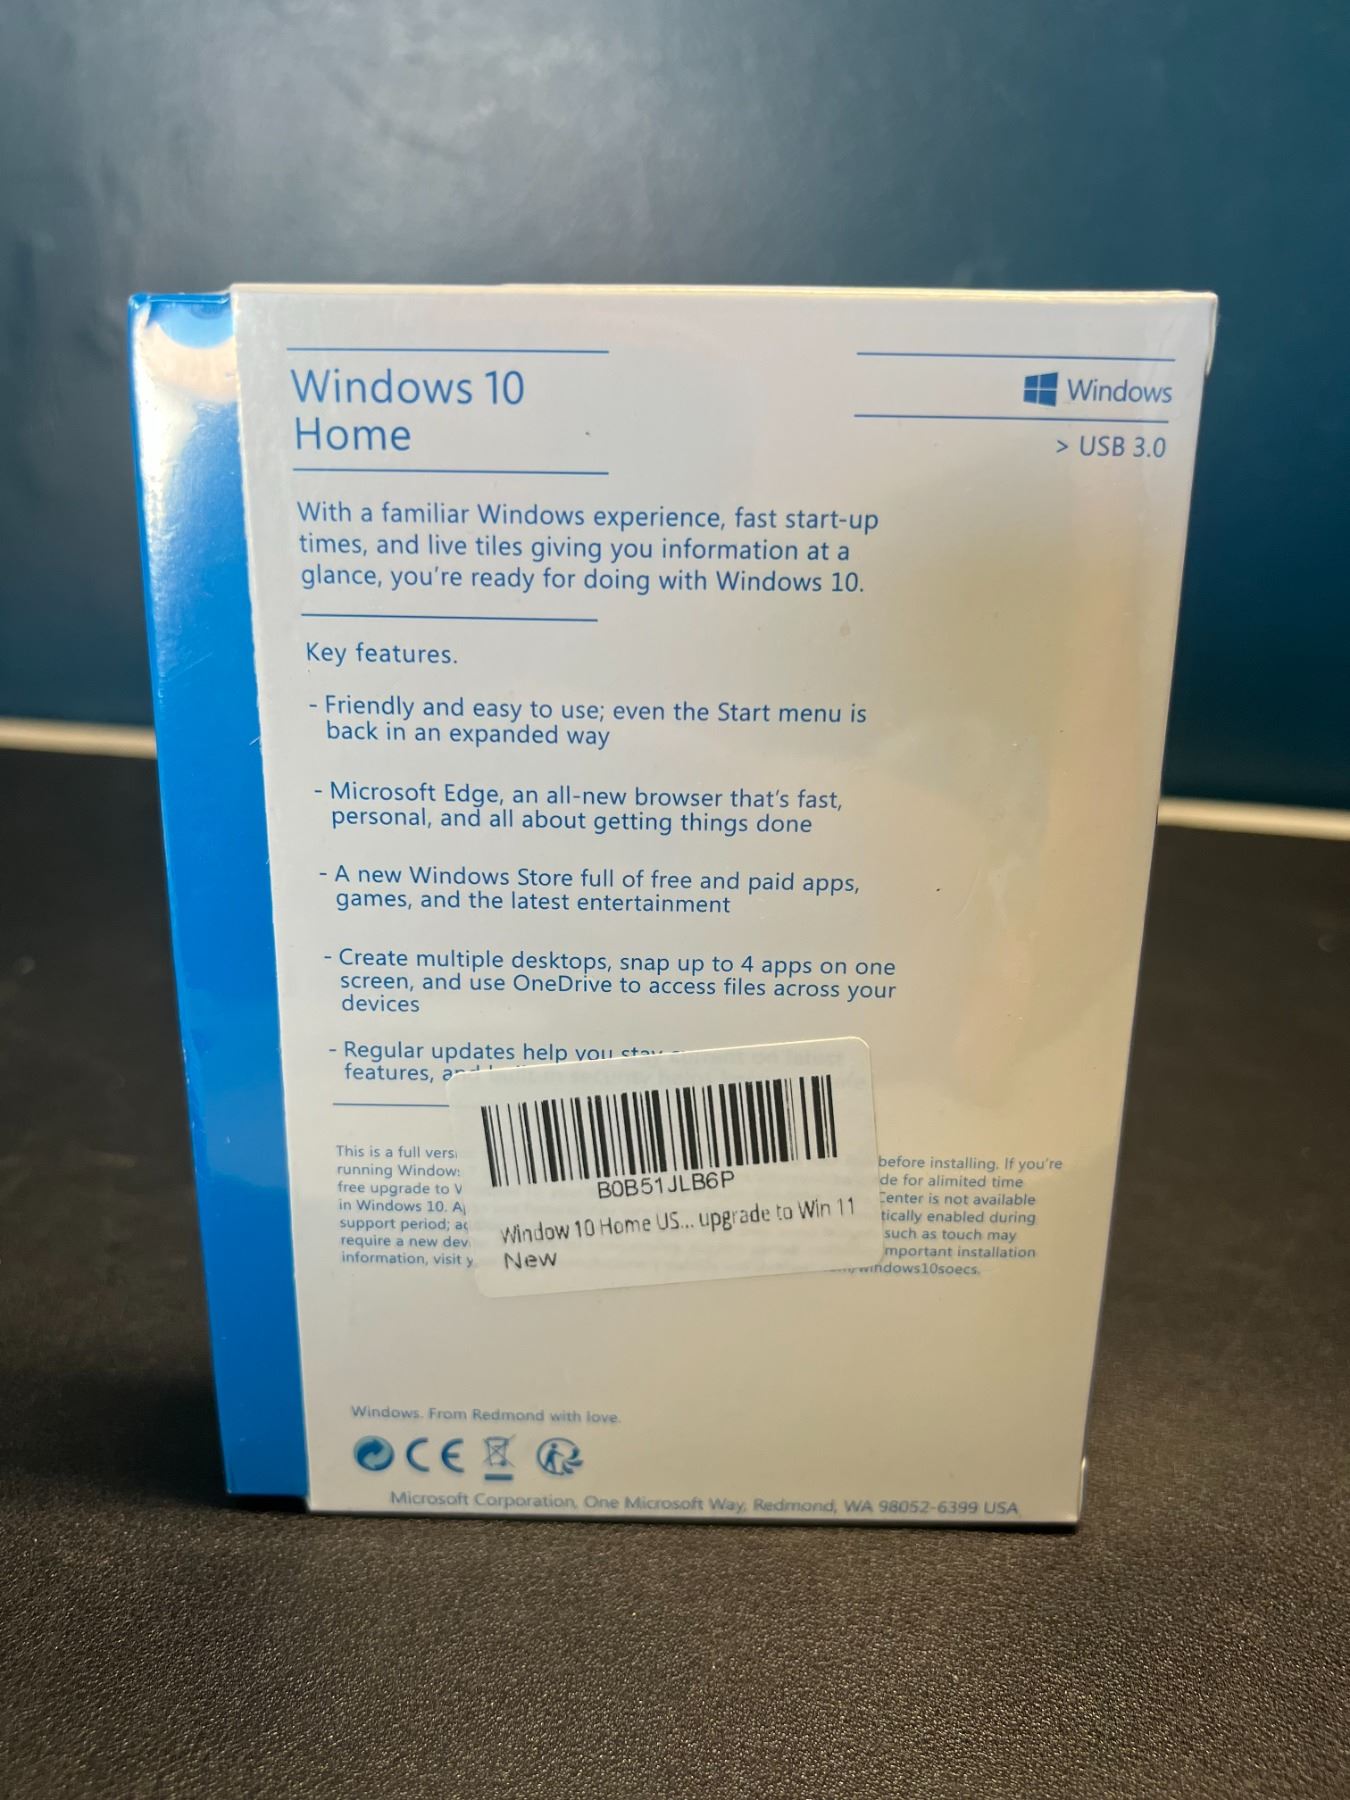 Windows 10
Home
Windows
> USB 3.0
With a familiar Windows experience, fast start-up
times, and live tiles giving you information at a
glance, you're ready for doing with Windows 10.
Key features.
- Friendly and easy to use; even the Start menu is
back in an expanded way
- Microsoft Edge, an all-new browser that's fast,
personal, and all about getting things done
- A new Windows Store full of free and paid apps,
games, and the latest entertainment
- Create multiple desktops, snap up to 4 apps on one
screen, and use OneDrive to access files across your
devices
- Regular updates help you stay current on latest
features, and
B0B51JLB6P
Window 10 Home US... upgrade to Win 11
New
This is a full before installing. If you're
running de for alimited time
free upgrade to Center is not available
in Windows 10. enabled during
support period; such as touch may
require a new installation
information, visit
Windows. From Redmond with love.
CE
Microsoft Corporation, One Microsoft Way, Redmond, WA 98052-6399 USA